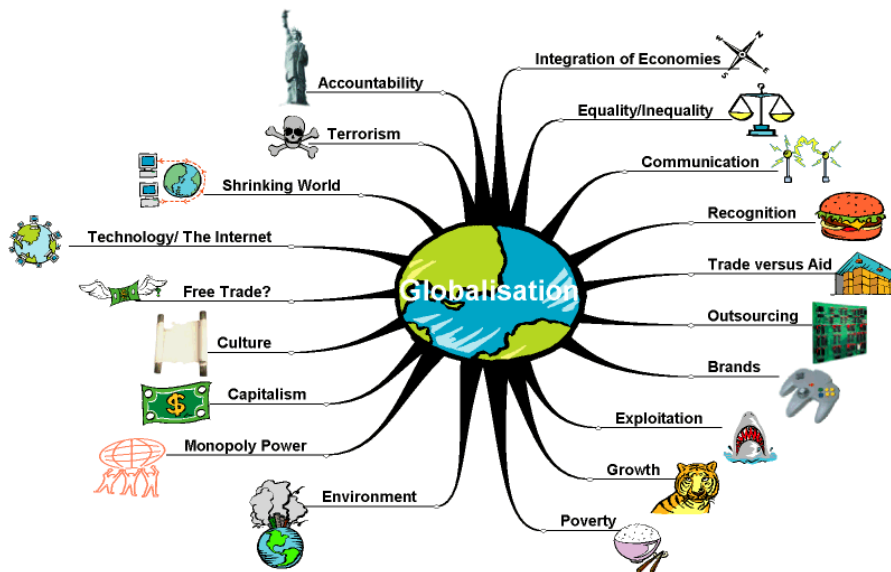 Integration of Economies
Accountability
Equality/Inequality
Terrorism
Communication
Shrinking World
Recognition
Technology/ The Internet
Trade versus Aid
Globalisation
Free Trade?
Outsourcing
Culture
Brands
Capitalism
Exploitation
Monopoly Power
Growth
Environment
Poverty
N
W
E
S
$